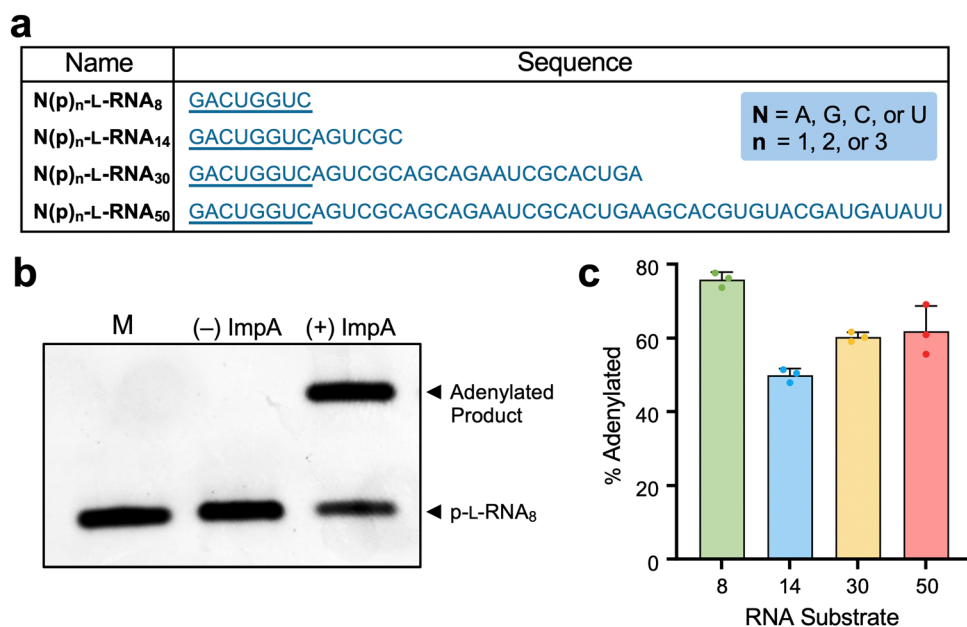 a
Name Sequence
N(p)ₙ-L-RNA₈ GACUGGUC
N(p)ₙ-L-RNA₁₄ GACUGGUCAGUCGC
N(p)ₙ-L-RNA₃₀ GACUGGUCAGUCGCAGCAGAAUCGCACUGA
N(p)ₙ-L-RNA₅₀ GACUGGUCAGUCGCAGCAGAAUCGCACUGAAGCACGUGUACGAUGAUAUU
N = A, G, C, or U
n = 1, 2, or 3
b
M (–) ImpA (+) ImpA
Adenylated
Product
p-L-RNA₈
c
% Adenylated
80
60
40
20
0
8 14 30 50
RNA Substrate